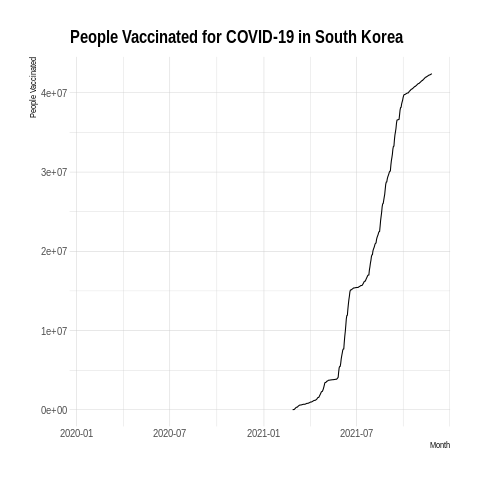 People Vaccinated for COVID-19 in South Korea
People Vaccinated
4e+07
3e+07
2e+07
1e+07
0e+00
2020-01 2020-07 2021-01 2021-07
Month